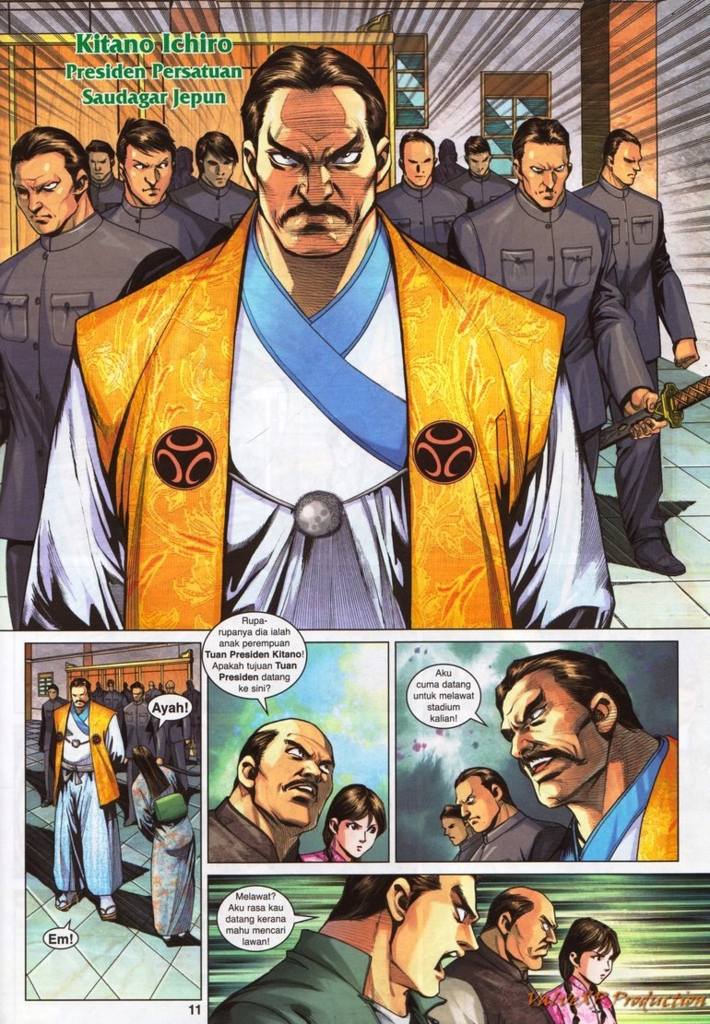 Kitano Ichiro
Presiden Persatuan
Saudagar Jepun
Ayah!
Em!
Rupa-
rupanya dia ialah
anak perempuan
Tuan Presiden Kitano!
Apakah tujuan Tuan
Presiden datang
ke sini?
Aku
cuma datang
untuk melawat
stadium
kalian!
Melawat?
Aku rasa kau
datang kerana
mahu mencari
lawan!
11